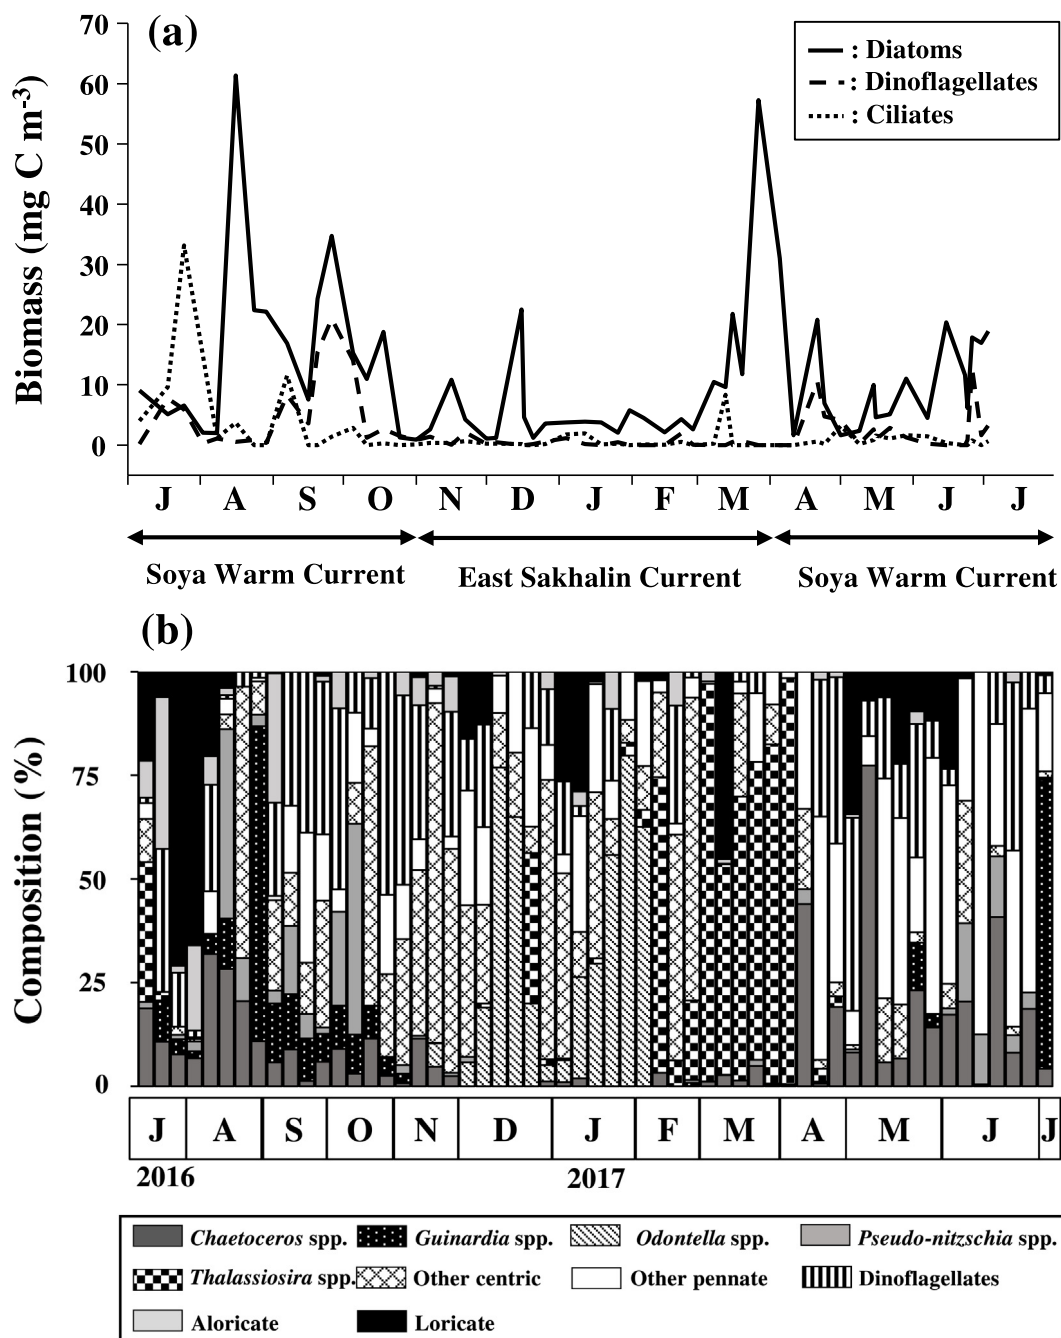 (a)
70
60
50
40
30
20
10
0
Biomass (mg C m-3)
: Diatoms
: Dinoflagellates
: Ciliates
J A S O N D J F M A M J J
Soya Warm Current East Sakhalin Current Soya Warm Current
(b)
100
75
50
25
0
Composition (%)
J A S O N D J F M A M J J
2016 2017
Chaetoceros spp. Guinardia spp. Odontella spp. Pseudo-nitzschia spp.
Thalassiosira spp. Other centric Other pennate Dinoflagellates
Aloricate Loricate